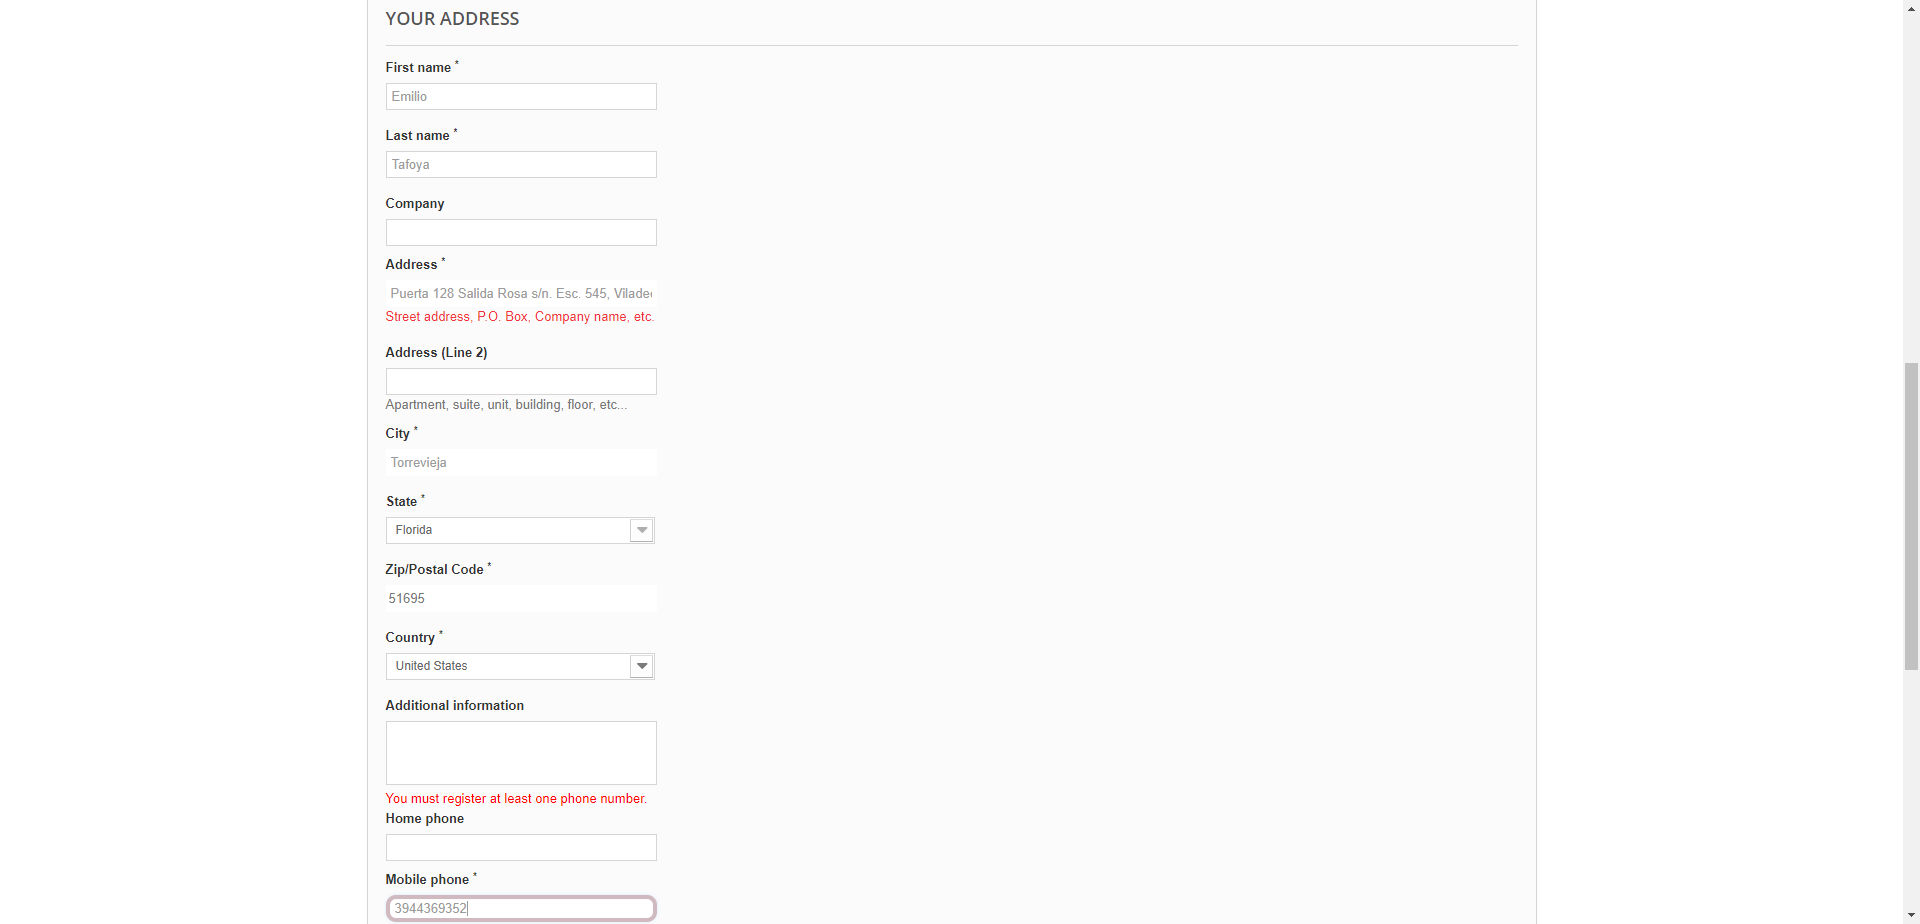 YOUR ADDRESS
First name *
Emilio
Last name *
Tafoya
Company
Address *
Puerta 128 Salida Rosa s/n. Esc. 545, Vilade
Street address, P.O. Box, Company name, etc.
Address (Line 2)
Apartment, suite, unit, building, floor, etc...
City *
Torrevieja
State *
Florida
Zip/Postal Code *
51695
Country *
United States
Additional information
You must register at least one phone number.
Home phone
Mobile phone *
3944369352